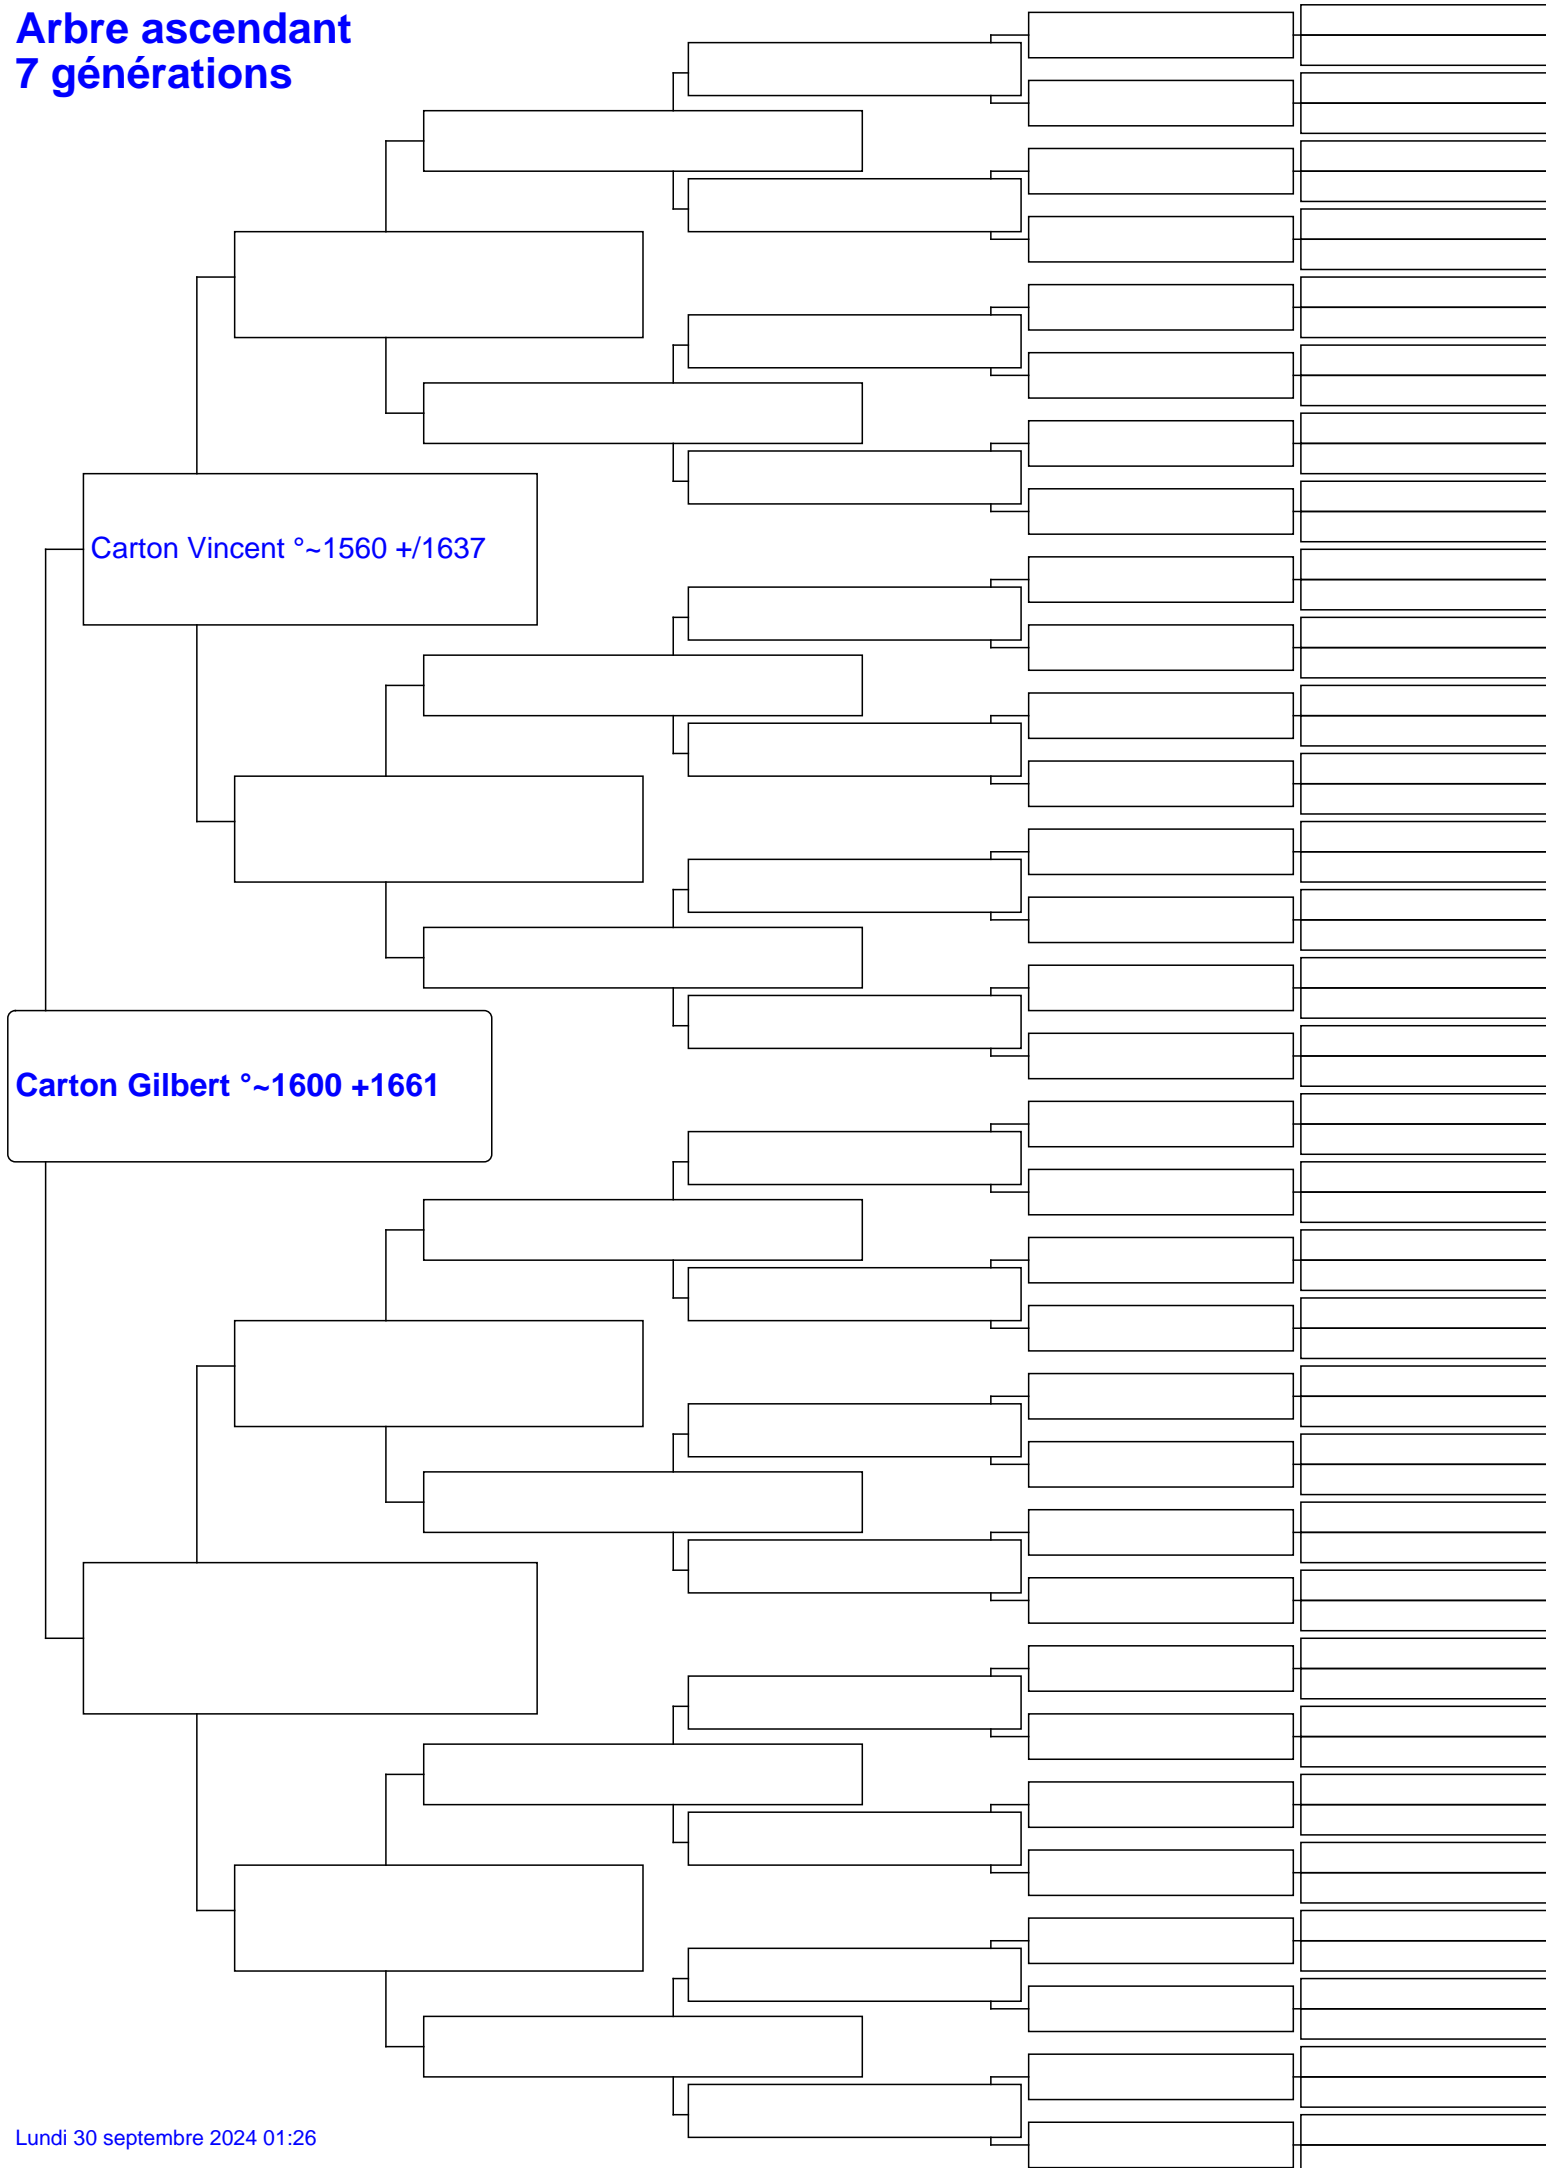 Arbre ascendant
7 générations
Carton Vincent °~1560 +/1637
Carton Gilbert °~1600 +1661
Lundi 30 septembre 2024 01:26